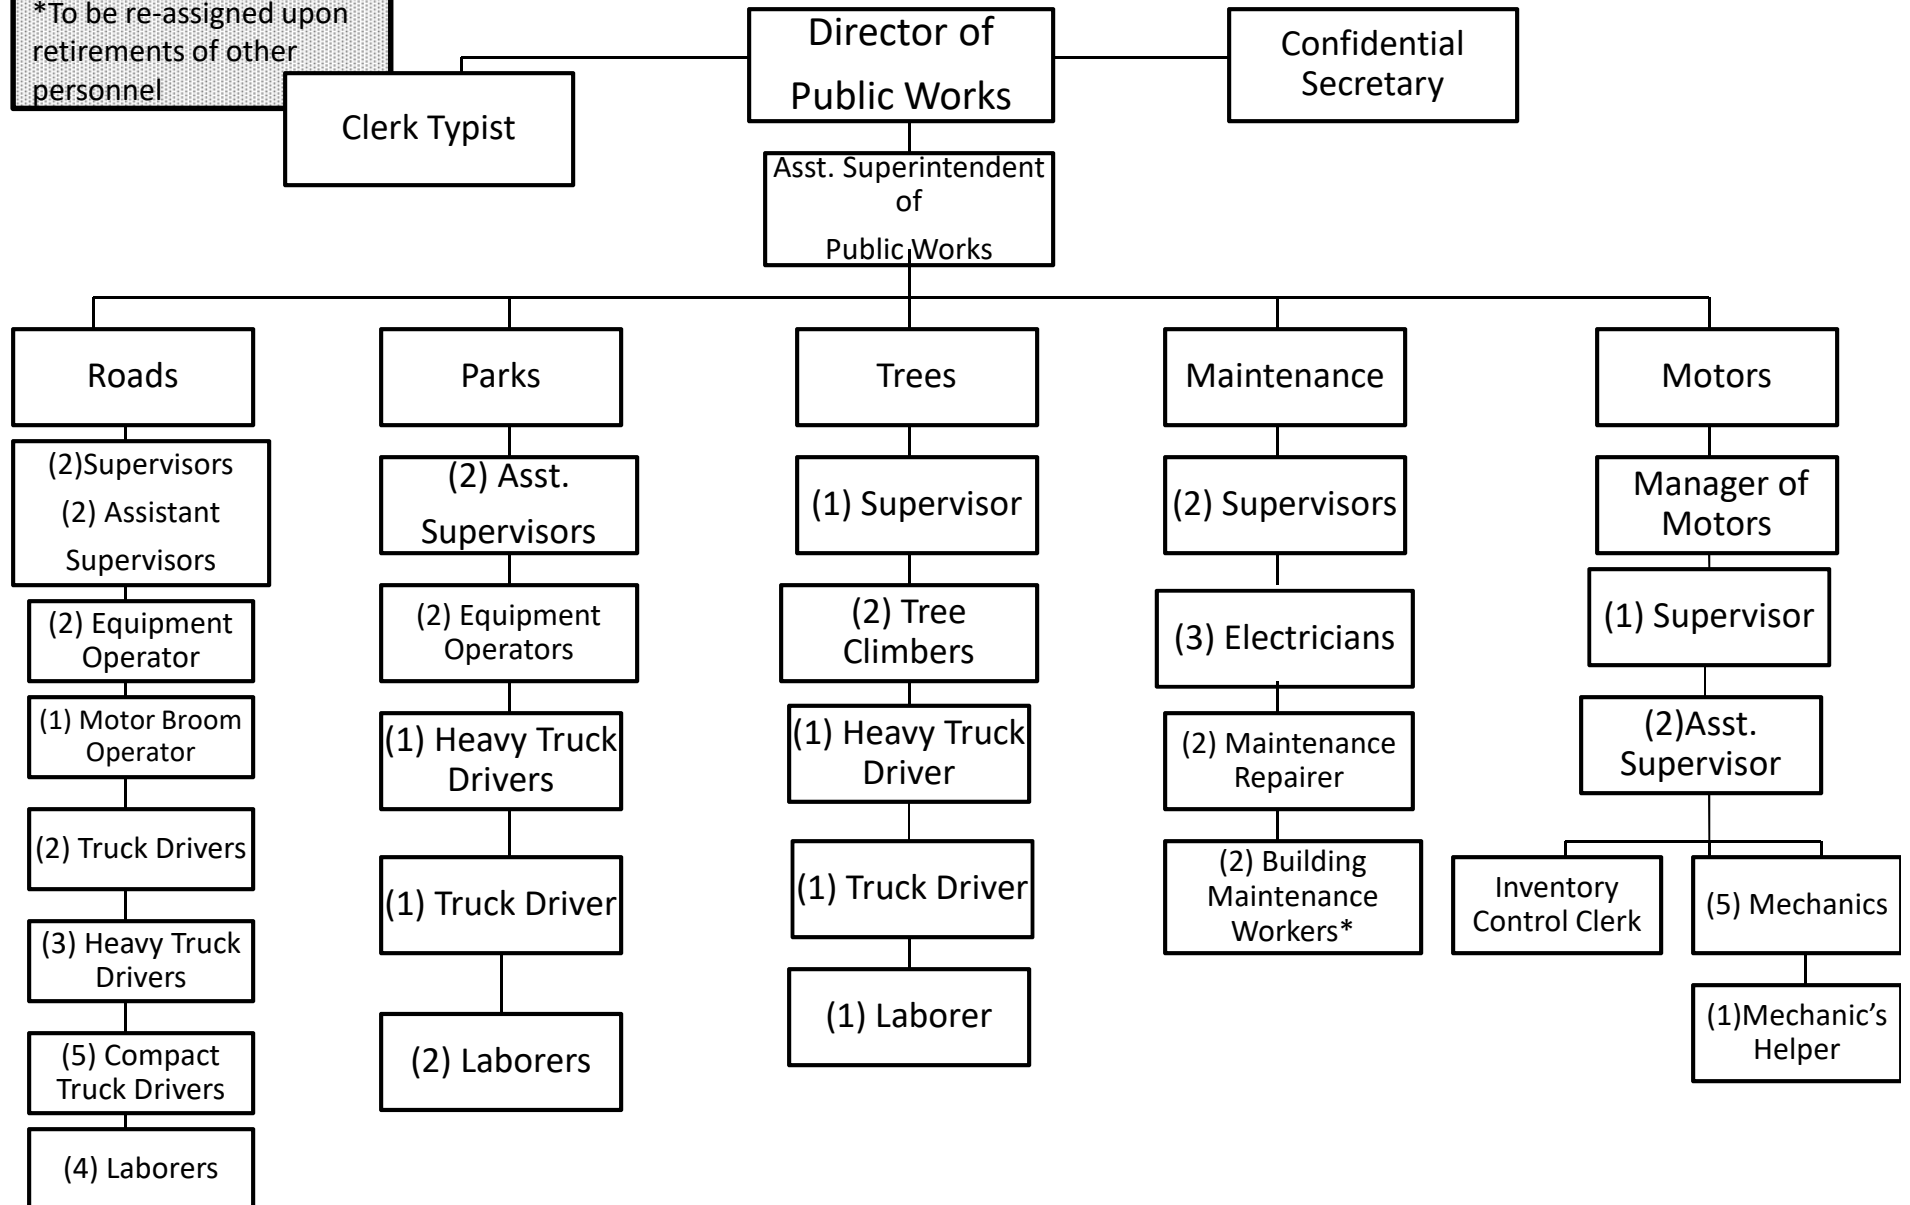 *To be re-assigned upon
retirements of other
personnel
Clerk Typist
Director of
Public Works
Confidential
Secretary
Asst. Superintendent
of
Public Works
Roads
(2)Supervisors
(2) Assistant
Supervisors
(2) Equipment
Operator
(1) Motor Broom
Operator
(2) Truck Drivers
(3) Heavy Truck
Drivers
(5) Compact
Truck Drivers
(4) Laborers
Parks
(2) Asst.
Supervisors
(2) Equipment
Operators
(1) Heavy Truck
Drivers
(1) Truck Driver
(2) Laborers
Trees
(1) Supervisor
(2) Tree
Climbers
(1) Heavy Truck
Driver
(1) Truck Driver
(1) Laborer
Maintenance
(2) Supervisors
(3) Electricians
(2) Maintenance
Repairer
(2) Building
Maintenance
Workers*
Motors
Manager of
Motors
(1) Supervisor
(2)Asst.
Supervisor
Inventory
Control Clerk
(5) Mechanics
(1)Mechanic’s
Helper